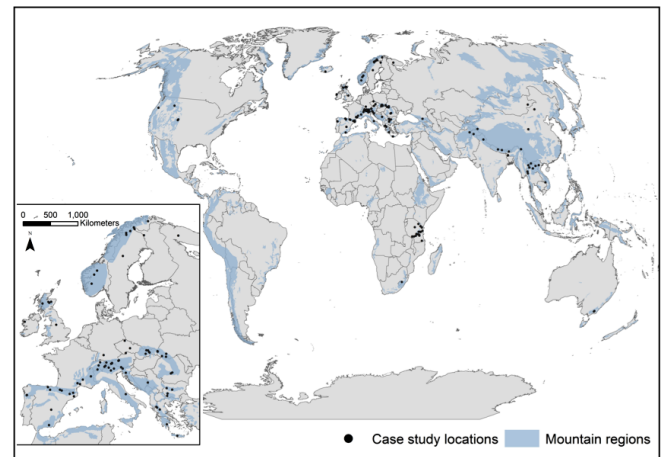 0 500 1,000
Kilometers
N
Case study locations
Mountain regions